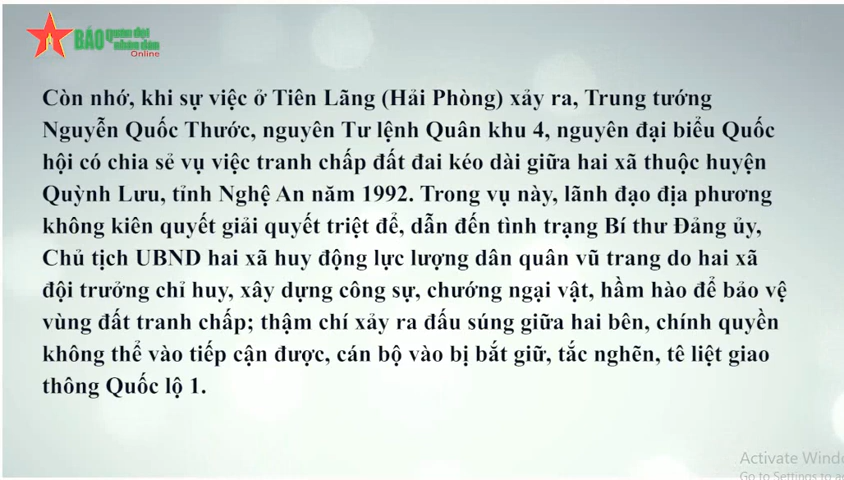 BÁO quân đội nhân dân
Online
Còn nhớ, khi sự việc ở Tiên Lãng (Hải Phòng) xảy ra, Trung tướng
Nguyễn Quốc Thước, nguyên Tư lệnh Quân khu 4, nguyên đại biểu Quốc
hội có chia sẻ vụ việc tranh chấp đất đai kéo dài giữa hai xã thuộc huyện
Quỳnh Lưu, tỉnh Nghệ An năm 1992. Trong vụ này, lãnh đạo địa phương
không kiên quyết giải quyết triệt để, dẫn đến tình trạng Bí thư Đảng ủy,
Chủ tịch UBND hai xã huy động lực lượng dân quân vũ trang do hai xã
đội trưởng chỉ huy, xây dựng công sự, chướng ngại vật, hầm hào để bảo vệ
vùng đất tranh chấp; thậm chí xảy ra đấu súng giữa hai bên, chính quyền
không thể vào tiếp cận được, cán bộ vào bị bắt giữ, tắc nghẽn, tê liệt giao
thông Quốc lộ 1.
Activate Wind
Go to Settings to a